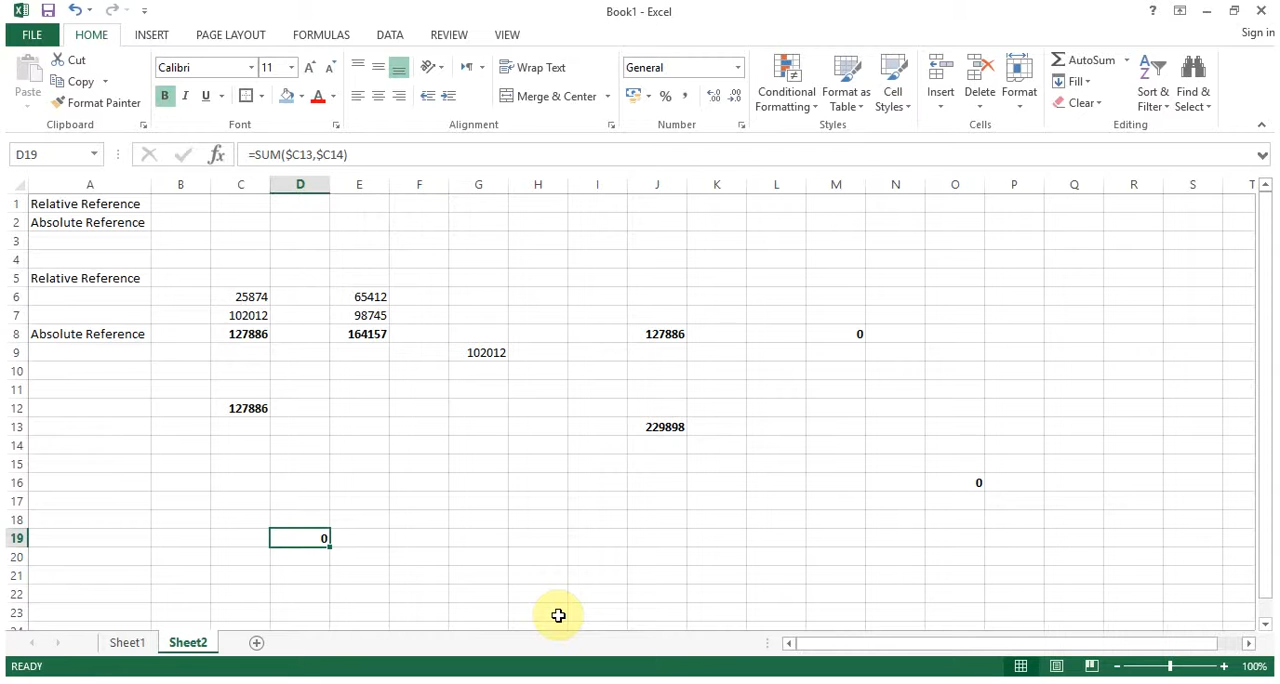 Book1 - Excel
? 
Sign in
FILE HOME INSERT PAGE LAYOUT FORMULAS DATA REVIEW VIEW
Paste
Cut
Copy
Format Painter
Clipboard
Calibri 11
B I U
Font
Wrap Text
Merge & Center
Alignment
General
% ,
Number
Conditional Formatting
Format as Table
Cell Styles
Styles
Insert Delete Format
Cells
AutoSum
Fill
Clear
Sort & Filter
Find & Select
Editing
D19 fx =SUM($C13,$C14)
A B C D E F G H I J K L M N O P Q R S T
1 Relative Reference
2 Absolute Reference
3
4
5 Relative Reference
6 25874 65412
7 102012 98745
8 Absolute Reference 127886 164157 127886 0
9 102012
10
11
12 127886
13 229898
14
15
16 0
17
18
19 0
20
21
22
23
24
Sheet1 Sheet2
READY 100%